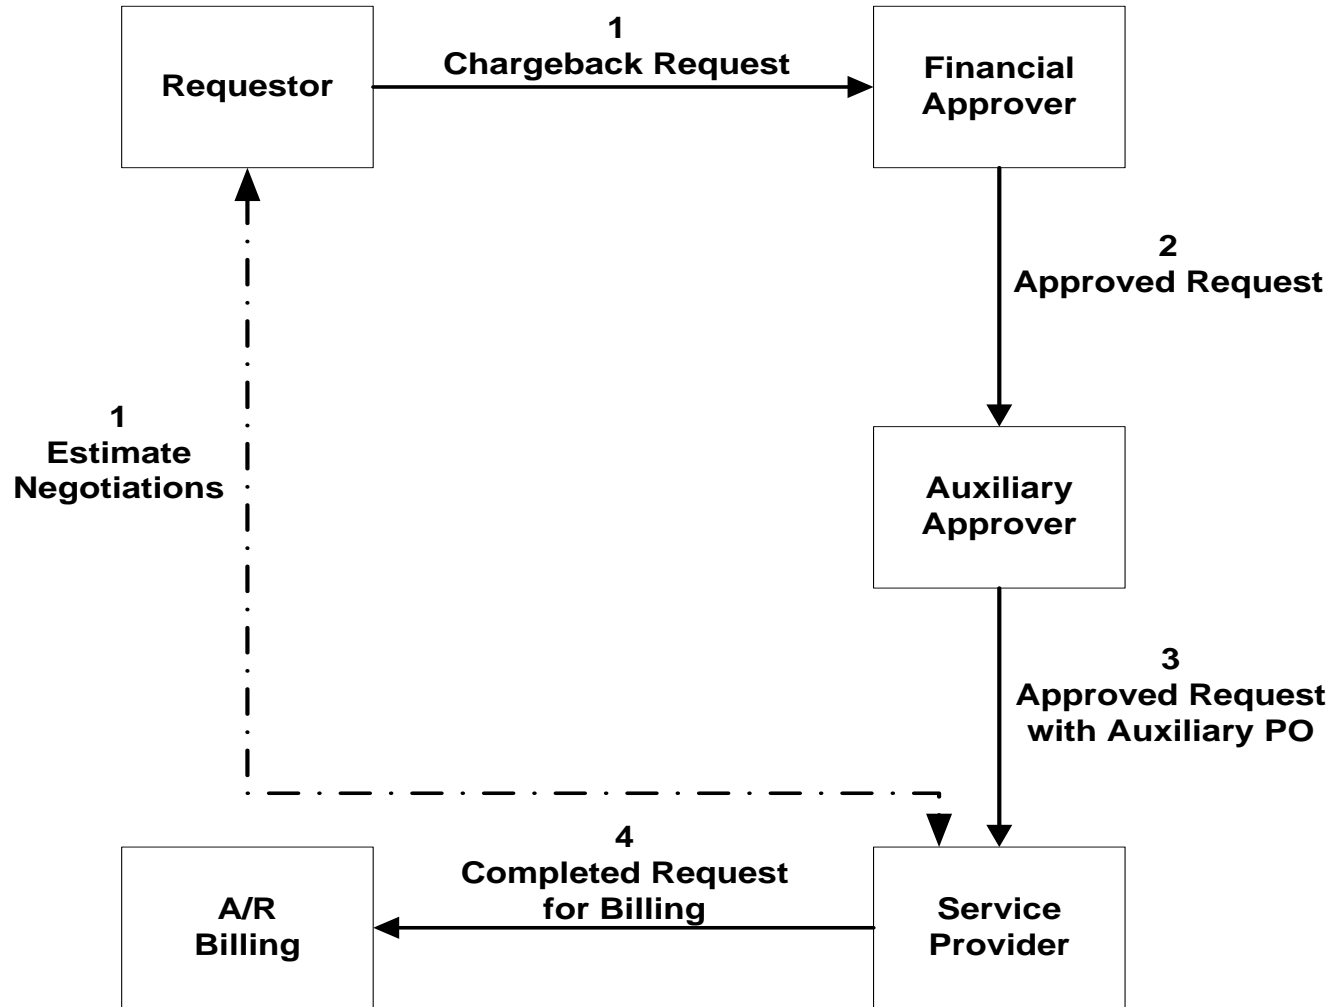 1
Chargeback Request
Requestor
Financial
Approver
2
Approved Request
1
Estimate
Negotiations
Auxiliary
Approver
3
Approved Request
with Auxiliary PO
4
Completed Request
for Billing
A/R
Billing
Service
Provider